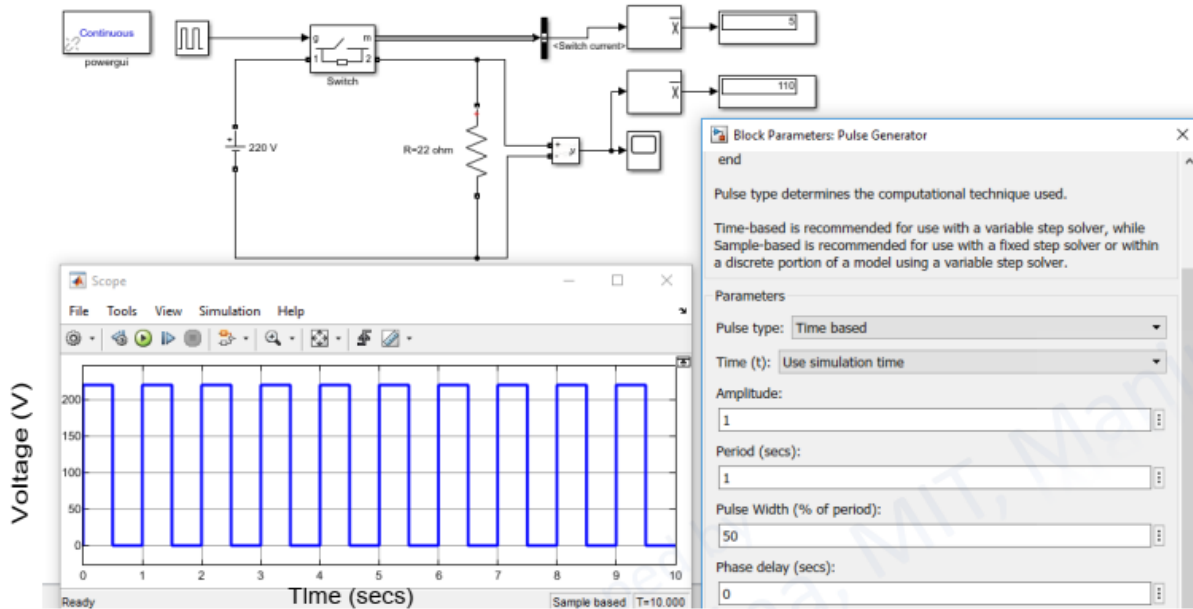 Continuous
powergui
g
m
1
2
Switch
<Switch current>
5
110
220 V
R=22 ohm
+
-
v
Block Parameters: Pulse Generator
end
Pulse type determines the computational technique used.
Time-based is recommended for use with a variable step solver, while
Sample-based is recommended for use with a fixed step solver or within
a discrete portion of a model using a variable step solver.
Parameters
Pulse type: Time based
Time (t): Use simulation time
Amplitude:
1
Period (secs):
1
Pulse Width (% of period):
50
Phase delay (secs):
0
Scope
File Tools View Simulation Help
Voltage (V)
200
150
100
50
0
0 1 2 3 4 5 6 7 8 9 10
Time (secs)
Ready
Sample based T=10.000
MIT,